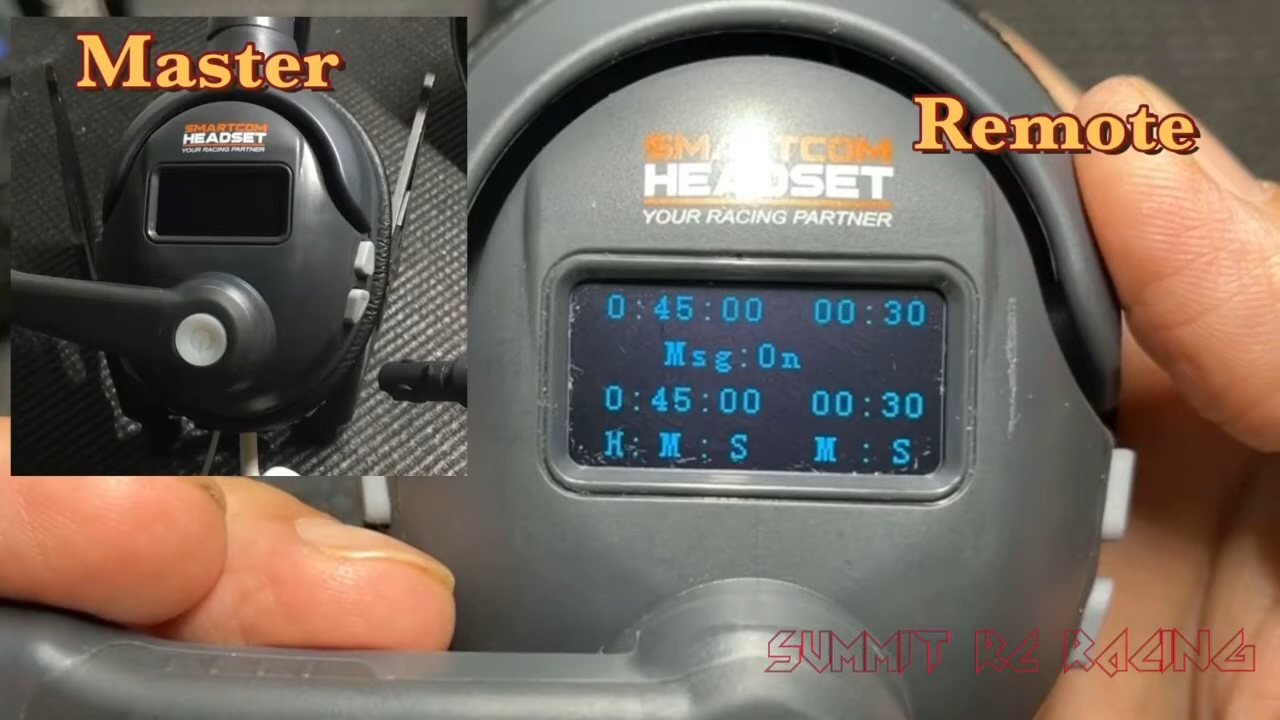 Master
SMARTCOM
HEADSET
YOUR RACING PARTNER
Remote
SMARTCOM
HEADSET
YOUR RACING PARTNER
0:45:00 00:30
Msg:On
0:45:00 00:30
H: M : S M : S
SUMMIT RC RACING